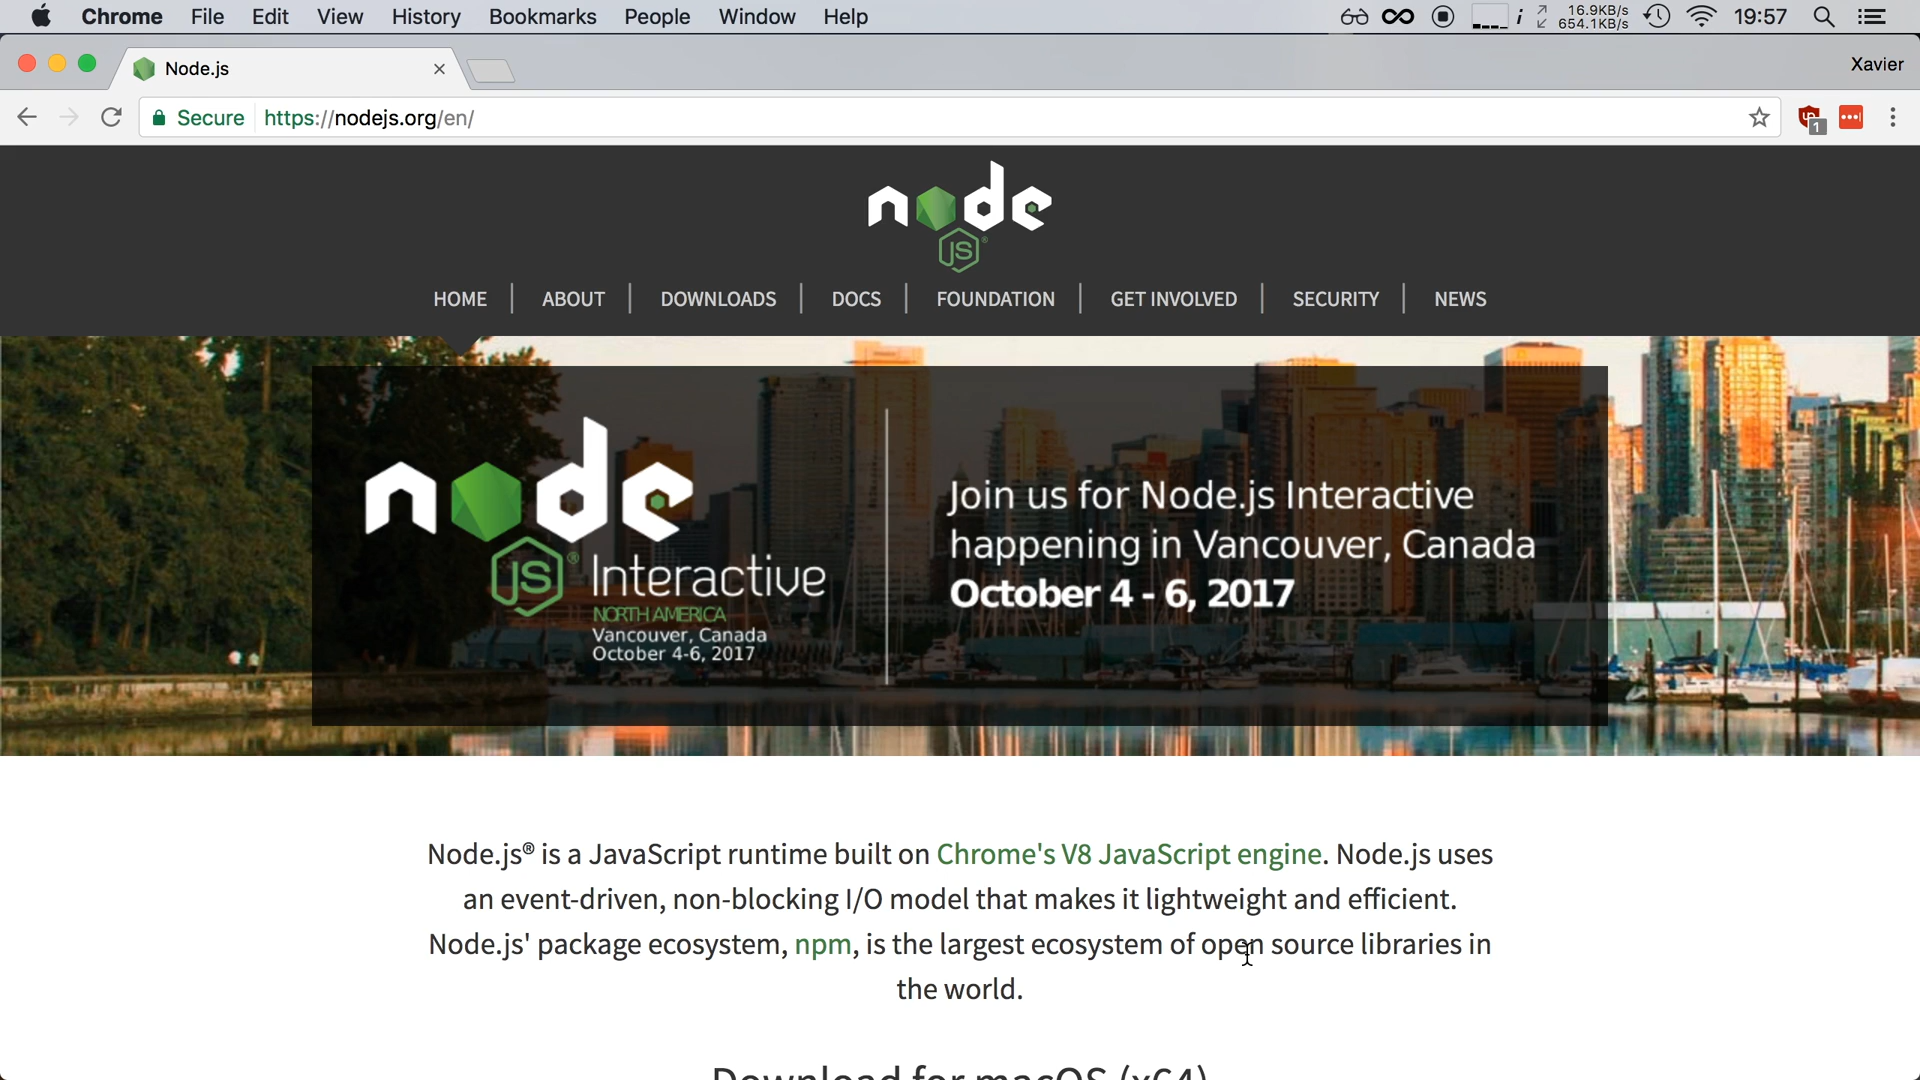 Chrome File Edit View History Bookmarks People Window Help
i 16.9KB/s
654.1KB/s 19:57
Node.js Xavier
Secure https://nodejs.org/en/
1
node
JS®
HOME ABOUT DOWNLOADS DOCS FOUNDATION GET INVOLVED SECURITY NEWS
node
JS® Interactive
NORTH AMERICA
Vancouver, Canada
October 4-6, 2017
Join us for Node.js Interactive
happening in Vancouver, Canada
October 4 - 6, 2017
Node.js® is a JavaScript runtime built on Chrome's V8 JavaScript engine. Node.js uses
an event-driven, non-blocking I/O model that makes it lightweight and efficient.
Node.js' package ecosystem, npm, is the largest ecosystem of open source libraries in
the world.
Download for macOS (x64)